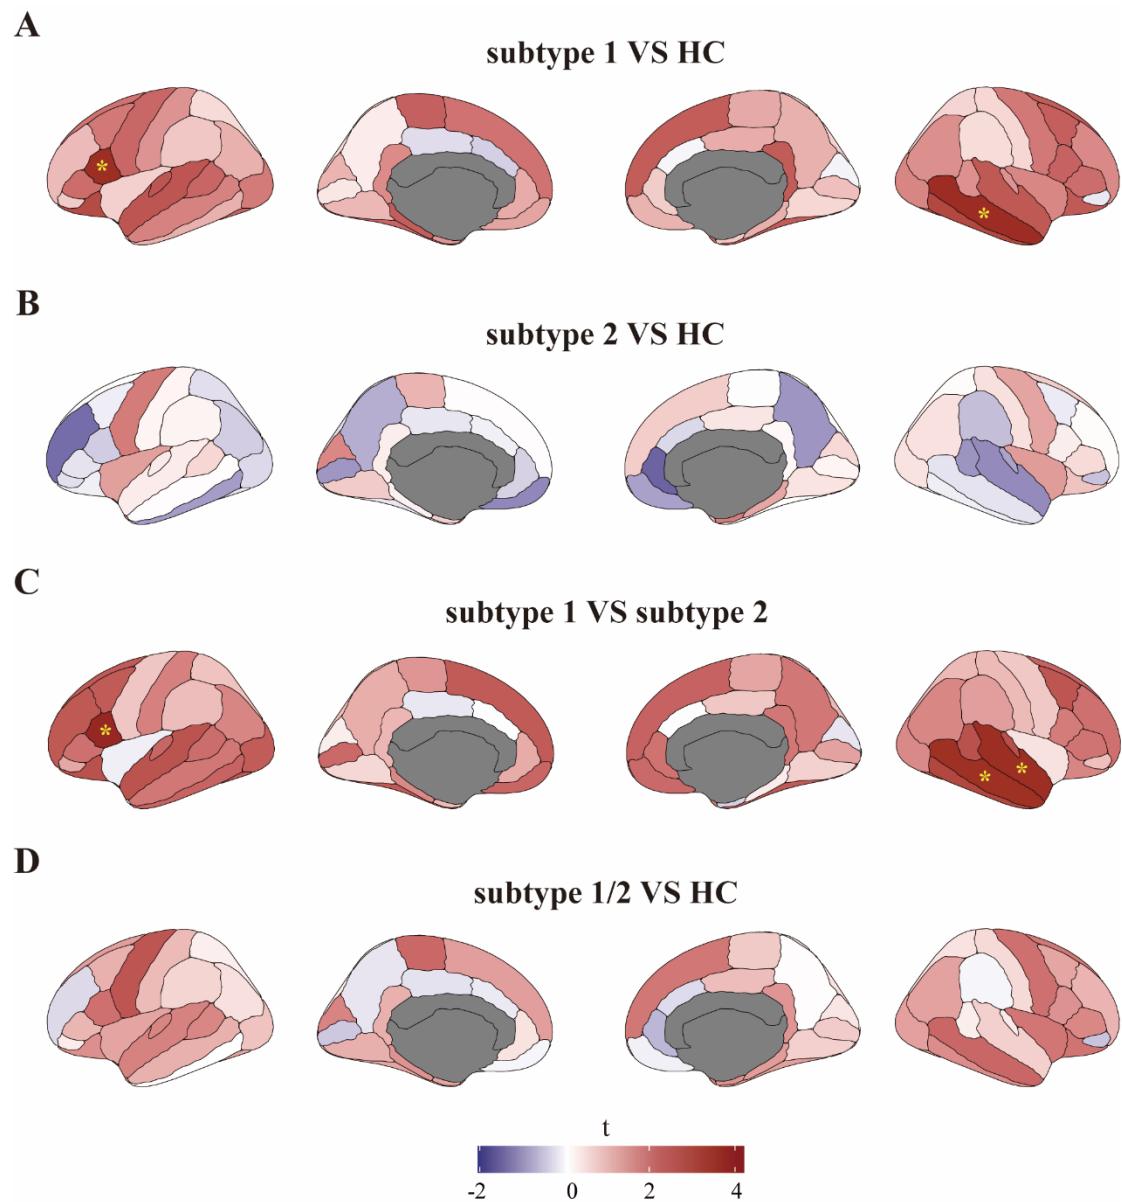 A
subtype 1 VS HC
*
*
B
subtype 2 VS HC
C
subtype 1 VS subtype 2
*
*
*
D
subtype 1/2 VS HC
t
-2 0 2 4